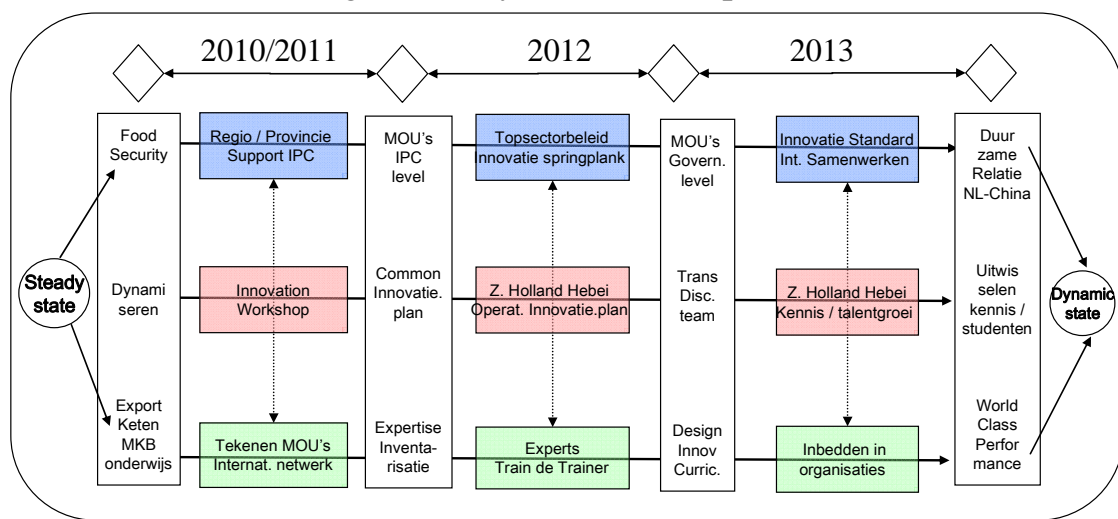 2010/2011
2012
2013
Food
Security
Regio / Provincie
Support IPC
MOU's
IPC
level
Topsectorbeleid
Innovatie springplank
MOU's
Govern.
level
Innovatie Standard
Int. Samenwerken
Duur
zame
Relatie
NL-China
Steady
state
Dynami
seren
Innovation
Workshop
Common
Innovatie.
plan
Z. Holland Hebei
Operat. Innovatie.plan
Trans
Disc.
team
Z. Holland Hebei
Kennis / talentgroei
Uitwis
selen
kennis /
studenten
Dynamic
state
Export
Keten
MKB
onderwijs
Tekenen MOU's
Internat. netwerk
Expertise
Inventa-
risatie
Experts
Train de Trainer
Design
Innov
Curric.
Inbedden in
organisaties
World
Class
Perfor
mance